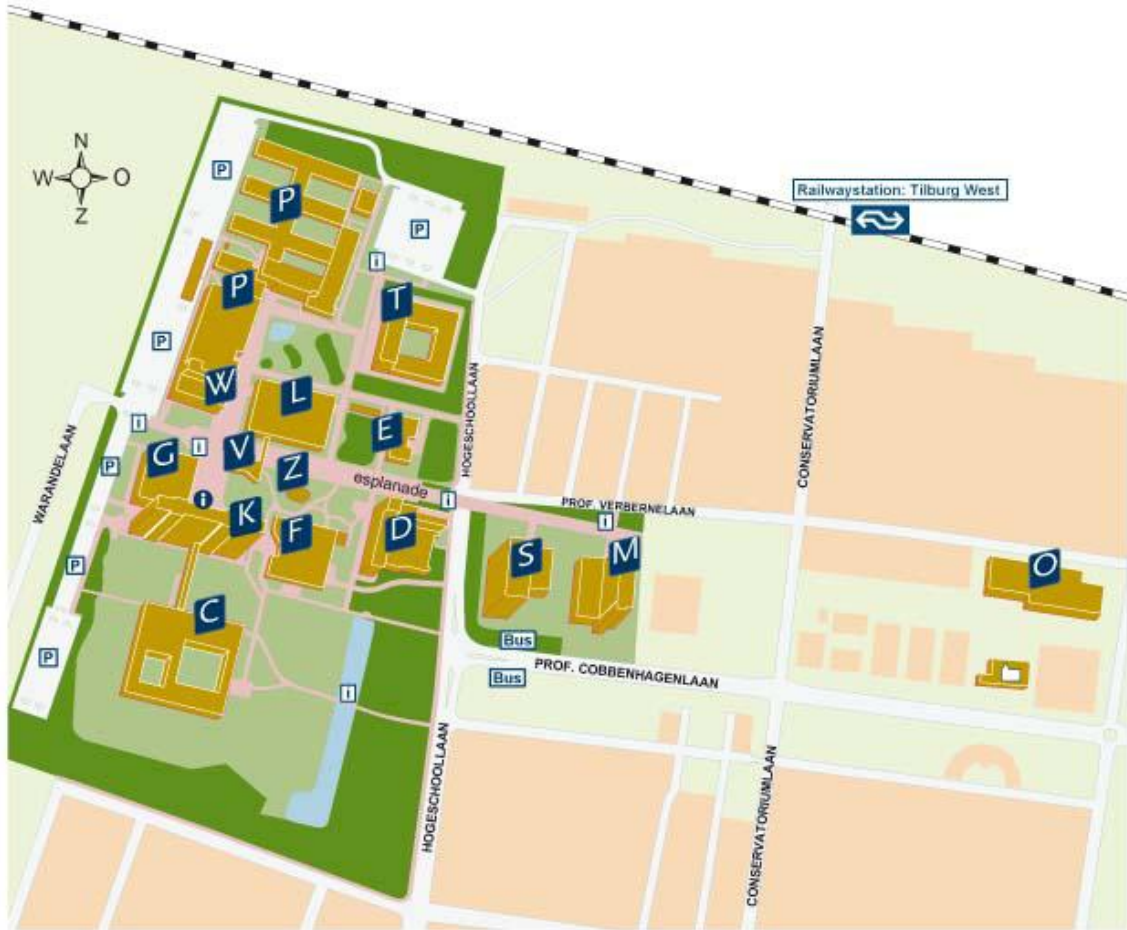 N
W O
Z
Railwaystation: Tilburg West
P
P
P
i
P
T
P
W
L
E
i
i
G
V
Z
P
K
esplanade
i
F
D
PROF. VERBERNELAAN
i
S
M
O
P
C
P
i
Bus
Bus
PROF. COBBENHAGENLAAN
WARANDELAAN
HOGESCHOOLLAAN
HOGESCHOOLLAAN
CONSERVATORIUMLAAN
CONSERVATORIUMLAAN
i